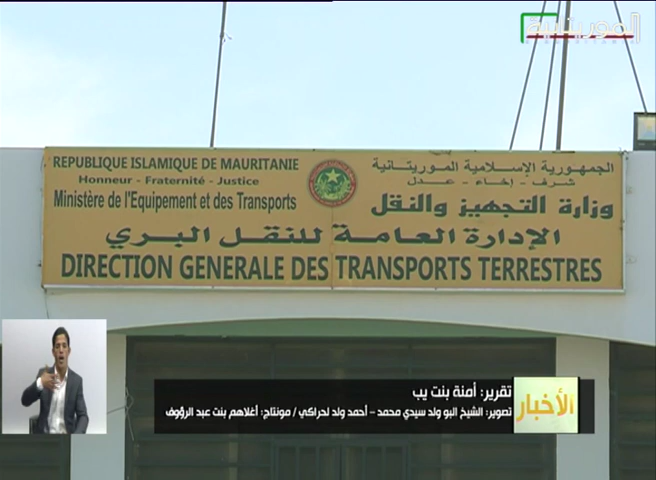 الموريتانية
REPUBLIQUE ISLAMIQUE DE MAURITANIE
Honneur - Fraternité - Justice
Ministère de l'Equipement et des Transports
الجمهورية الإسلامية الموريتانية
شرف - إخاء - عدل
وزارة التجهيز والنقل
الإدارة العامة للنقل البري
DIRECTION GENERALE DES TRANSPORTS TERRESTRES
الأخبار
تقرير: أمنة بنت يب
تصوير: الشيخ البو ولد سيدي محمد – أحمد ولد لحراكي / مونتاج: أغلاهم بنت عبد الرؤوف